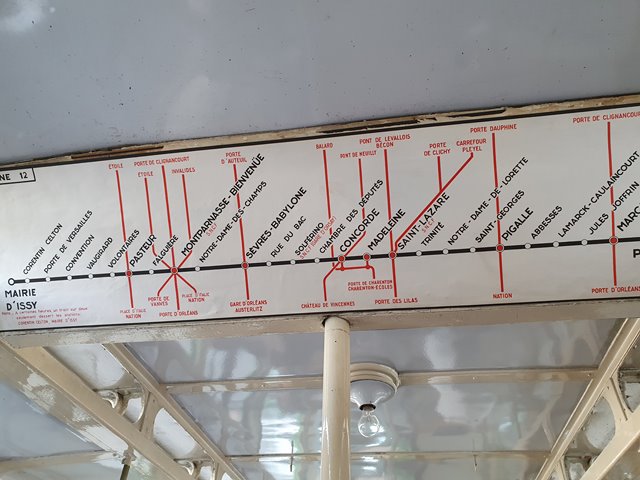 NE 12
MAIRIE
D'ISSY
CORENTIN CELTON
PORTE DE VERSAILLES
CONVENTION
VAUGIRARD
VOLONTAIRES
PASTEUR
FALGUIÈRE
MONTPARNASSE-BIENVENÜE
NOTRE-DAME-DES-CHAMPS
SÈVRES-BABYLONE
RUE DU BAC
SOLFÉRINO
CHAMBRE DES DÉPUTÉS
CONCORDE
MADELEINE
SAINT-LAZARE
TRINITÉ
NOTRE-DAME-DE-LORETTE
SAINT-GEORGES
PIGALLE
ABBESSES
LAMARCK-CAULAINCOURT
JULES JOFFRIN
MARC
P
ETOILE
ETOILE
PORTE DE CLIGNANCOURT
INVALIDES
PORTE
D'AUTEUIL
BALARD
PONT DE NEUILLY
PONT DE LEVALLOIS
BÉCON
PORTE
DE CLICHY
CARREFOUR
PLEYEL
PORTE DAUPHINE
PORTE DE CLIGNANCOUR
PLACE D'ITALIE
NATION
PORTE DE
VANVES
PORTE D'ORLÉANS
PLACE D'ITALIE
NATION
GARE D'ORLÉANS
AUSTERLITZ
CHÂTEAU DE VINCENNES
PORTE DE CHARENTON
CHARENTON-ÉCOLES
PORTE DES LILAS
NATION
PORTE D'ORLÉANS
CORENTIN CELTON MAIRIE D'ISSY